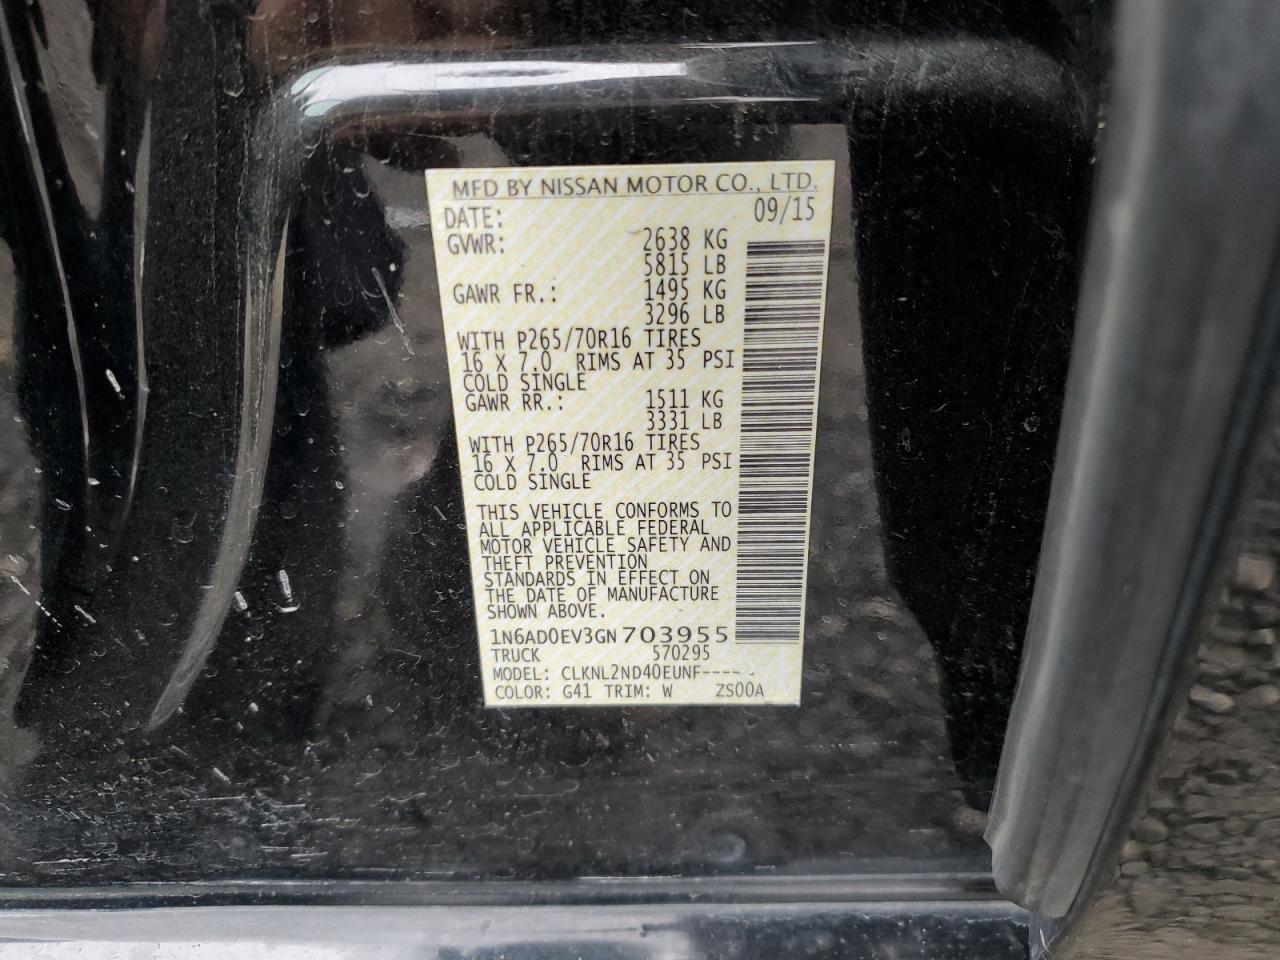 MFD BY NISSAN MOTOR CO., LTD.
DATE: 09/15
GVWR: 2638 KG
5815 LB
GAWR FR.: 1495 KG
3296 LB
WITH P265/70R16 TIRES
16 X 7.0 RIMS AT 35 PSI
COLD SINGLE
GAWR RR.: 1511 KG
3331 LB
WITH P265/70R16 TIRES
16 X 7.0 RIMS AT 35 PSI
COLD SINGLE
THIS VEHICLE CONFORMS TO
ALL APPLICABLE FEDERAL
MOTOR VEHICLE SAFETY AND
THEFT PREVENTION
STANDARDS IN EFFECT ON
THE DATE OF MANUFACTURE
SHOWN ABOVE.
1N6AD0EV3GN703955
TRUCK 570295
MODEL: CLKNL2ND40EUNF----
COLOR: G41 TRIM: W ZS00A